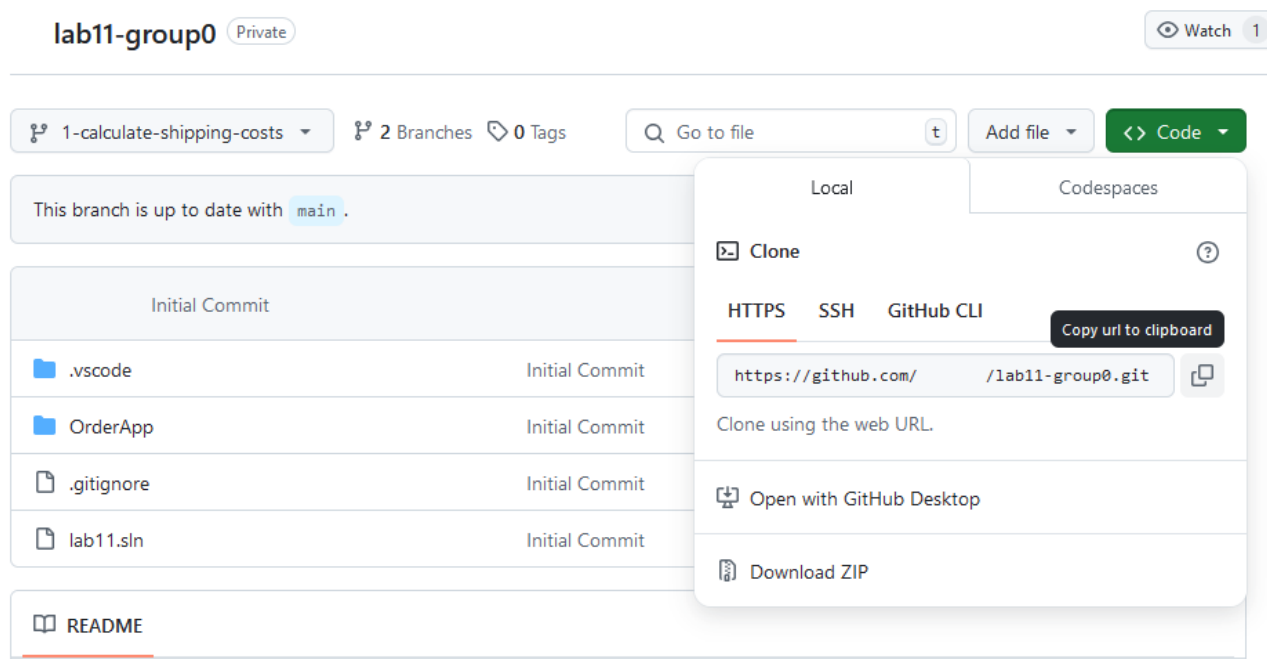 lab11-group0 Private Watch 1
1-calculate-shipping-costs 2 Branches 0 Tags Go to file t Add file Code
This branch is up to date with main .
Initial Commit
.vscode Initial Commit
OrderApp Initial Commit
.gitignore Initial Commit
lab11.sln Initial Commit
README
Local Codespaces
Clone
HTTPS SSH GitHub CLI
Copy url to clipboard
https://github.com/ /lab11-group0.git
Clone using the web URL.
Open with GitHub Desktop
Download ZIP